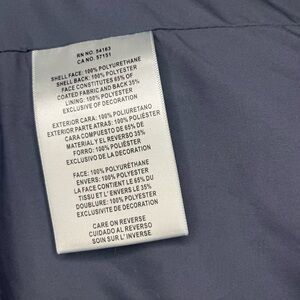 RN NO. 54163
CA NO. 57151
SHELL FACE: 100% POLYURETHANE
SHELL BACK: 100% POLYESTER
FACE CONSTITUTES 65% OF
COATED FABRIC AND BACK 35%
LINING: 100% POLYESTER
EXCLUSIVE OF DECORATION
EXTERIOR CARA: 100% POLIURETANO
EXTERIOR PARTE ATRAS: 100% POLIÉSTER
CARA COMPUESTO DE 65% DE
MATERIAL Y EL REVERSO 35%
FORRO: 100% POLIÉSTER
EXCLUSIVO DE LA DECORATION
FACE: 100% POLYURÉTHANE
ENVERS: 100% POLYESTER
LA FACE CONTIENT LE 65% DU
TISSU ET L' ENVERS LE 35%
DOUBLURE: 100% POLYESTER
EXCLUSIVITE DE DECORATION
CARE ON REVERSE
CUIDADO AL REVERSO
SOIN SUR L' INVERSE